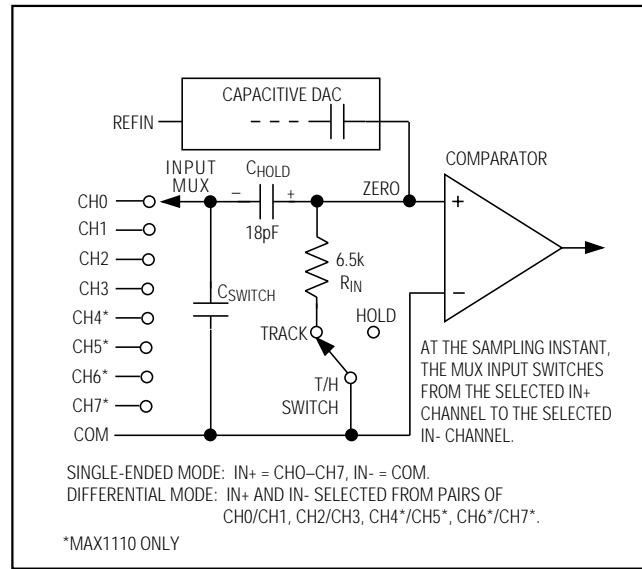 CAPACITIVE DAC
REFIN
COMPARATOR
INPUT
MUX
CHOLD
– +
ZERO
+
18pF
CH0
CH1
CH2
CH3
CH4*
CH5*
CH6*
CH7*
COM
CSWITCH
6.5k
RIN
–
HOLD
TRACK
T/H
SWITCH
AT THE SAMPLING INSTANT,
THE MUX INPUT SWITCHES
FROM THE SELECTED IN+
CHANNEL TO THE SELECTED
IN- CHANNEL.
SINGLE-ENDED MODE: IN+ = CHO–CH7, IN- = COM.
DIFFERENTIAL MODE: IN+ AND IN- SELECTED FROM PAIRS OF
CH0/CH1, CH2/CH3, CH4*/CH5*, CH6*/CH7*.
*MAX1110 ONLY